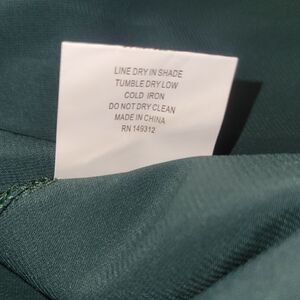 LINE DRY IN SHADE
TUMBLE DRY LOW
COLD IRON
DO NOT DRY CLEAN
MADE IN CHINA
RN 149312